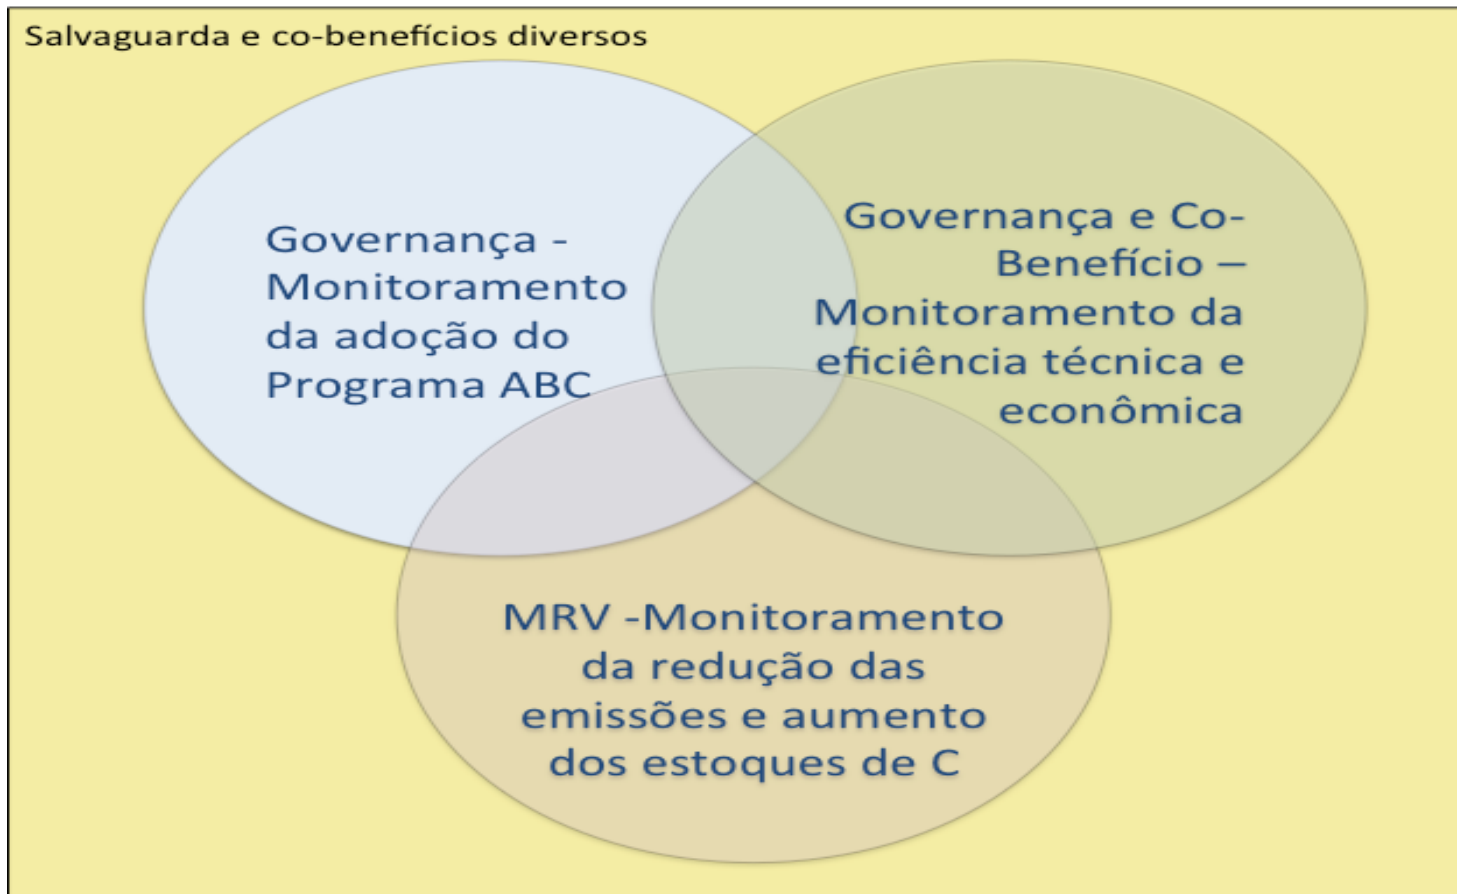 Salvaguarda e co-benefícios diversos
Governança -
Monitoramento
da adoção do
Programa ABC
Governança e Co-
Benefício –
Monitoramento da
eficiência técnica e
econômica
MRV -Monitoramento
da redução das
emissões e aumento
dos estoques de C